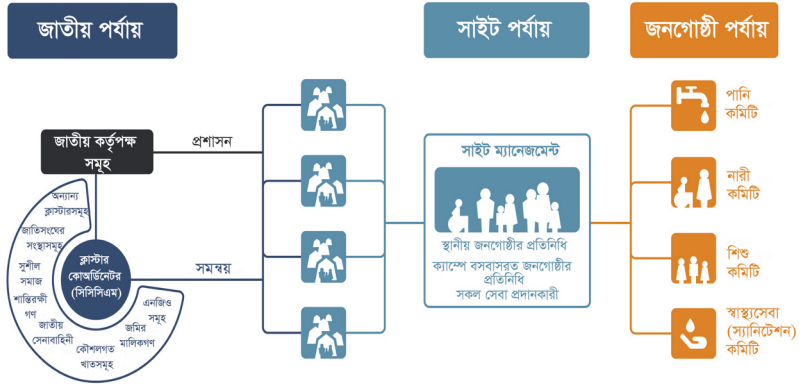 জাতীয় পর্যায়
সাইট পর্যায়
জনগোষ্ঠী পর্যায়
জাতীয় কর্তৃপক্ষ
সমূহ
প্রশাসন
অন্যান্য
ক্লাস্টারসমূহ
জাতিসংঘের
সংস্থাসমূহ
সুশীল
সমাজ
শান্তিরক্ষী
গণ
জাতীয়
সেনাবাহিনী
কৌশলগত
খাতসমূহ
জমির
মালিকগণ
এনজিও
সমূহ
ক্লাস্টার
কোঅর্ডিনেটর
(সিসিসিএম)
সমন্বয়
সাইট ম্যানেজমেন্ট
স্থানীয় জনগোষ্ঠীর প্রতিনিধি
ক্যাম্পে বসবাসরত জনগোষ্ঠীর
প্রতিনিধি
সকল সেবা প্রদানকারী
পানি
কমিটি
নারী
কমিটি
শিশু
কমিটি
স্বাস্থ্যসেবা
(স্যানিটেশন)
কমিটি